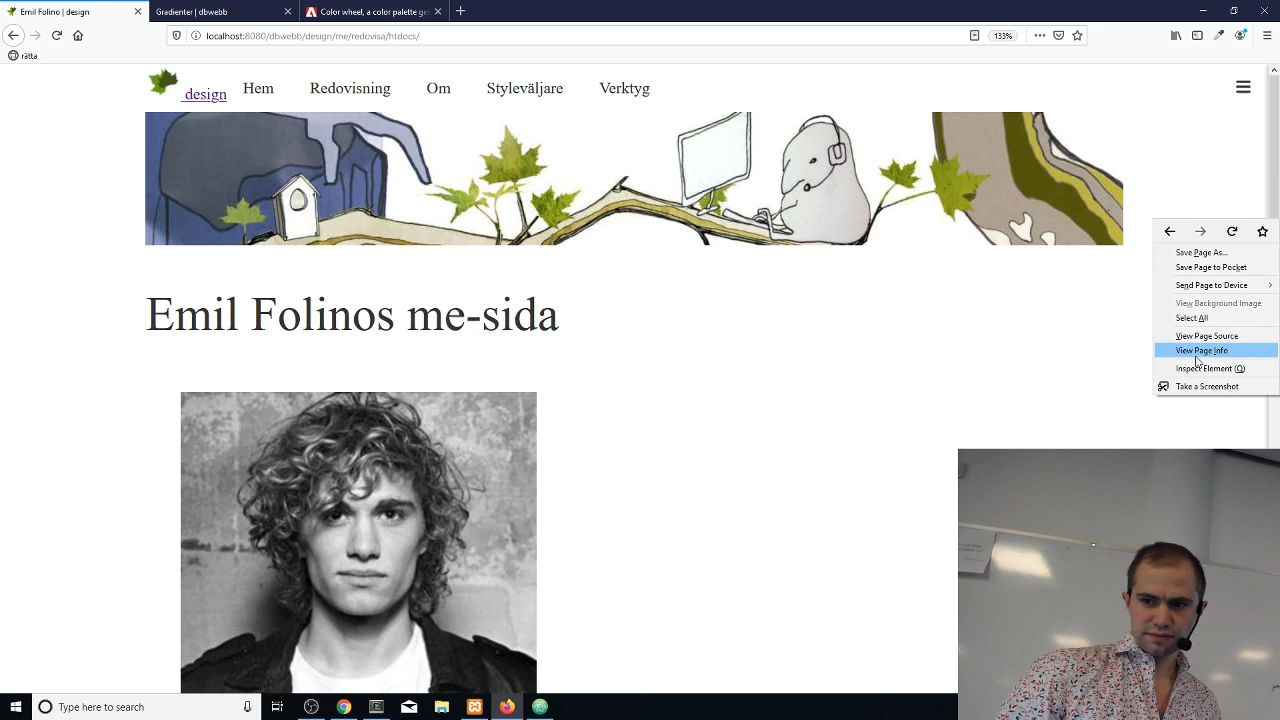 Emil Folino | design
Gradienter | dbwebb
Color wheel, a color palette ge
localhost:8080/dbwebb/design/me/redovisa/htdocs/
133%
rätta
design
Hem
Redovisning
Om
Styleväljare
Verktyg
Emil Folinos me-sida
Save Page As...
Save Page to Pocket
Send Page to Device
View Background Image
Select All
View Page Source
View Page Info
Inspect Element (Q)
Take a Screenshot
Type here to search